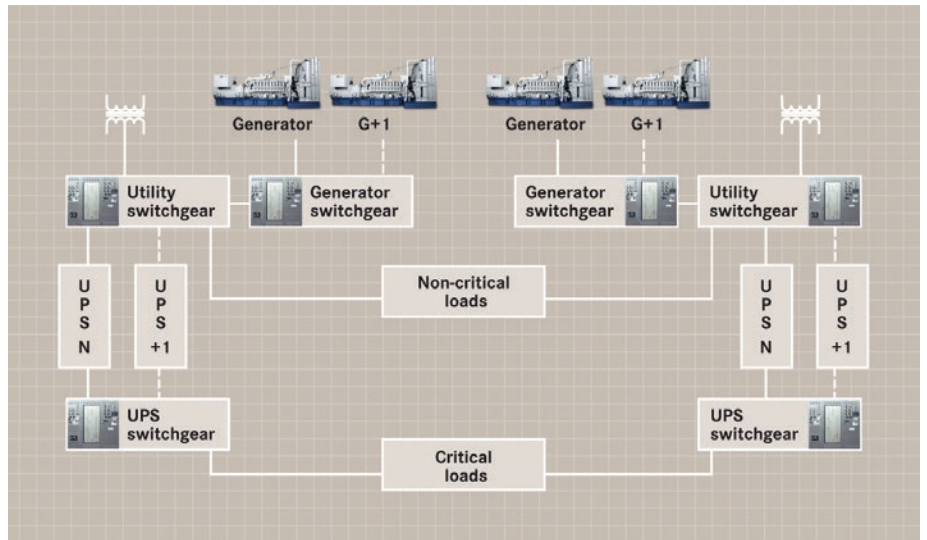 Generator
G+1
Generator
G+1
Utility
switchgear
Generator
switchgear
Generator
switchgear
Utility
switchgear
U
P
S
N
U
P
S
+1
Non-critical
loads
U
P
S
N
U
P
S
+1
UPS
switchgear
UPS
switchgear
Critical
loads